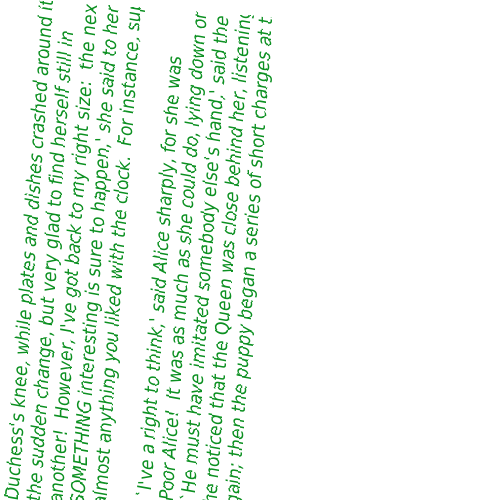 Duchess's knee, while plates and dishes crashed around it
the sudden change, but very glad to find herself still in
another!  However, I've got back to my right size:  the nex
SOMETHING interesting is sure to happen,' she said to her
almost anything you liked with the clock.  For instance, sup
`I've a right to think,' said Alice sharply, for she was
Poor Alice!  It was as much as she could do, lying down or
`He must have imitated somebody else's hand,' said the
he noticed that the Queen was close behind her, listening
gain; then the puppy began a series of short charges at t